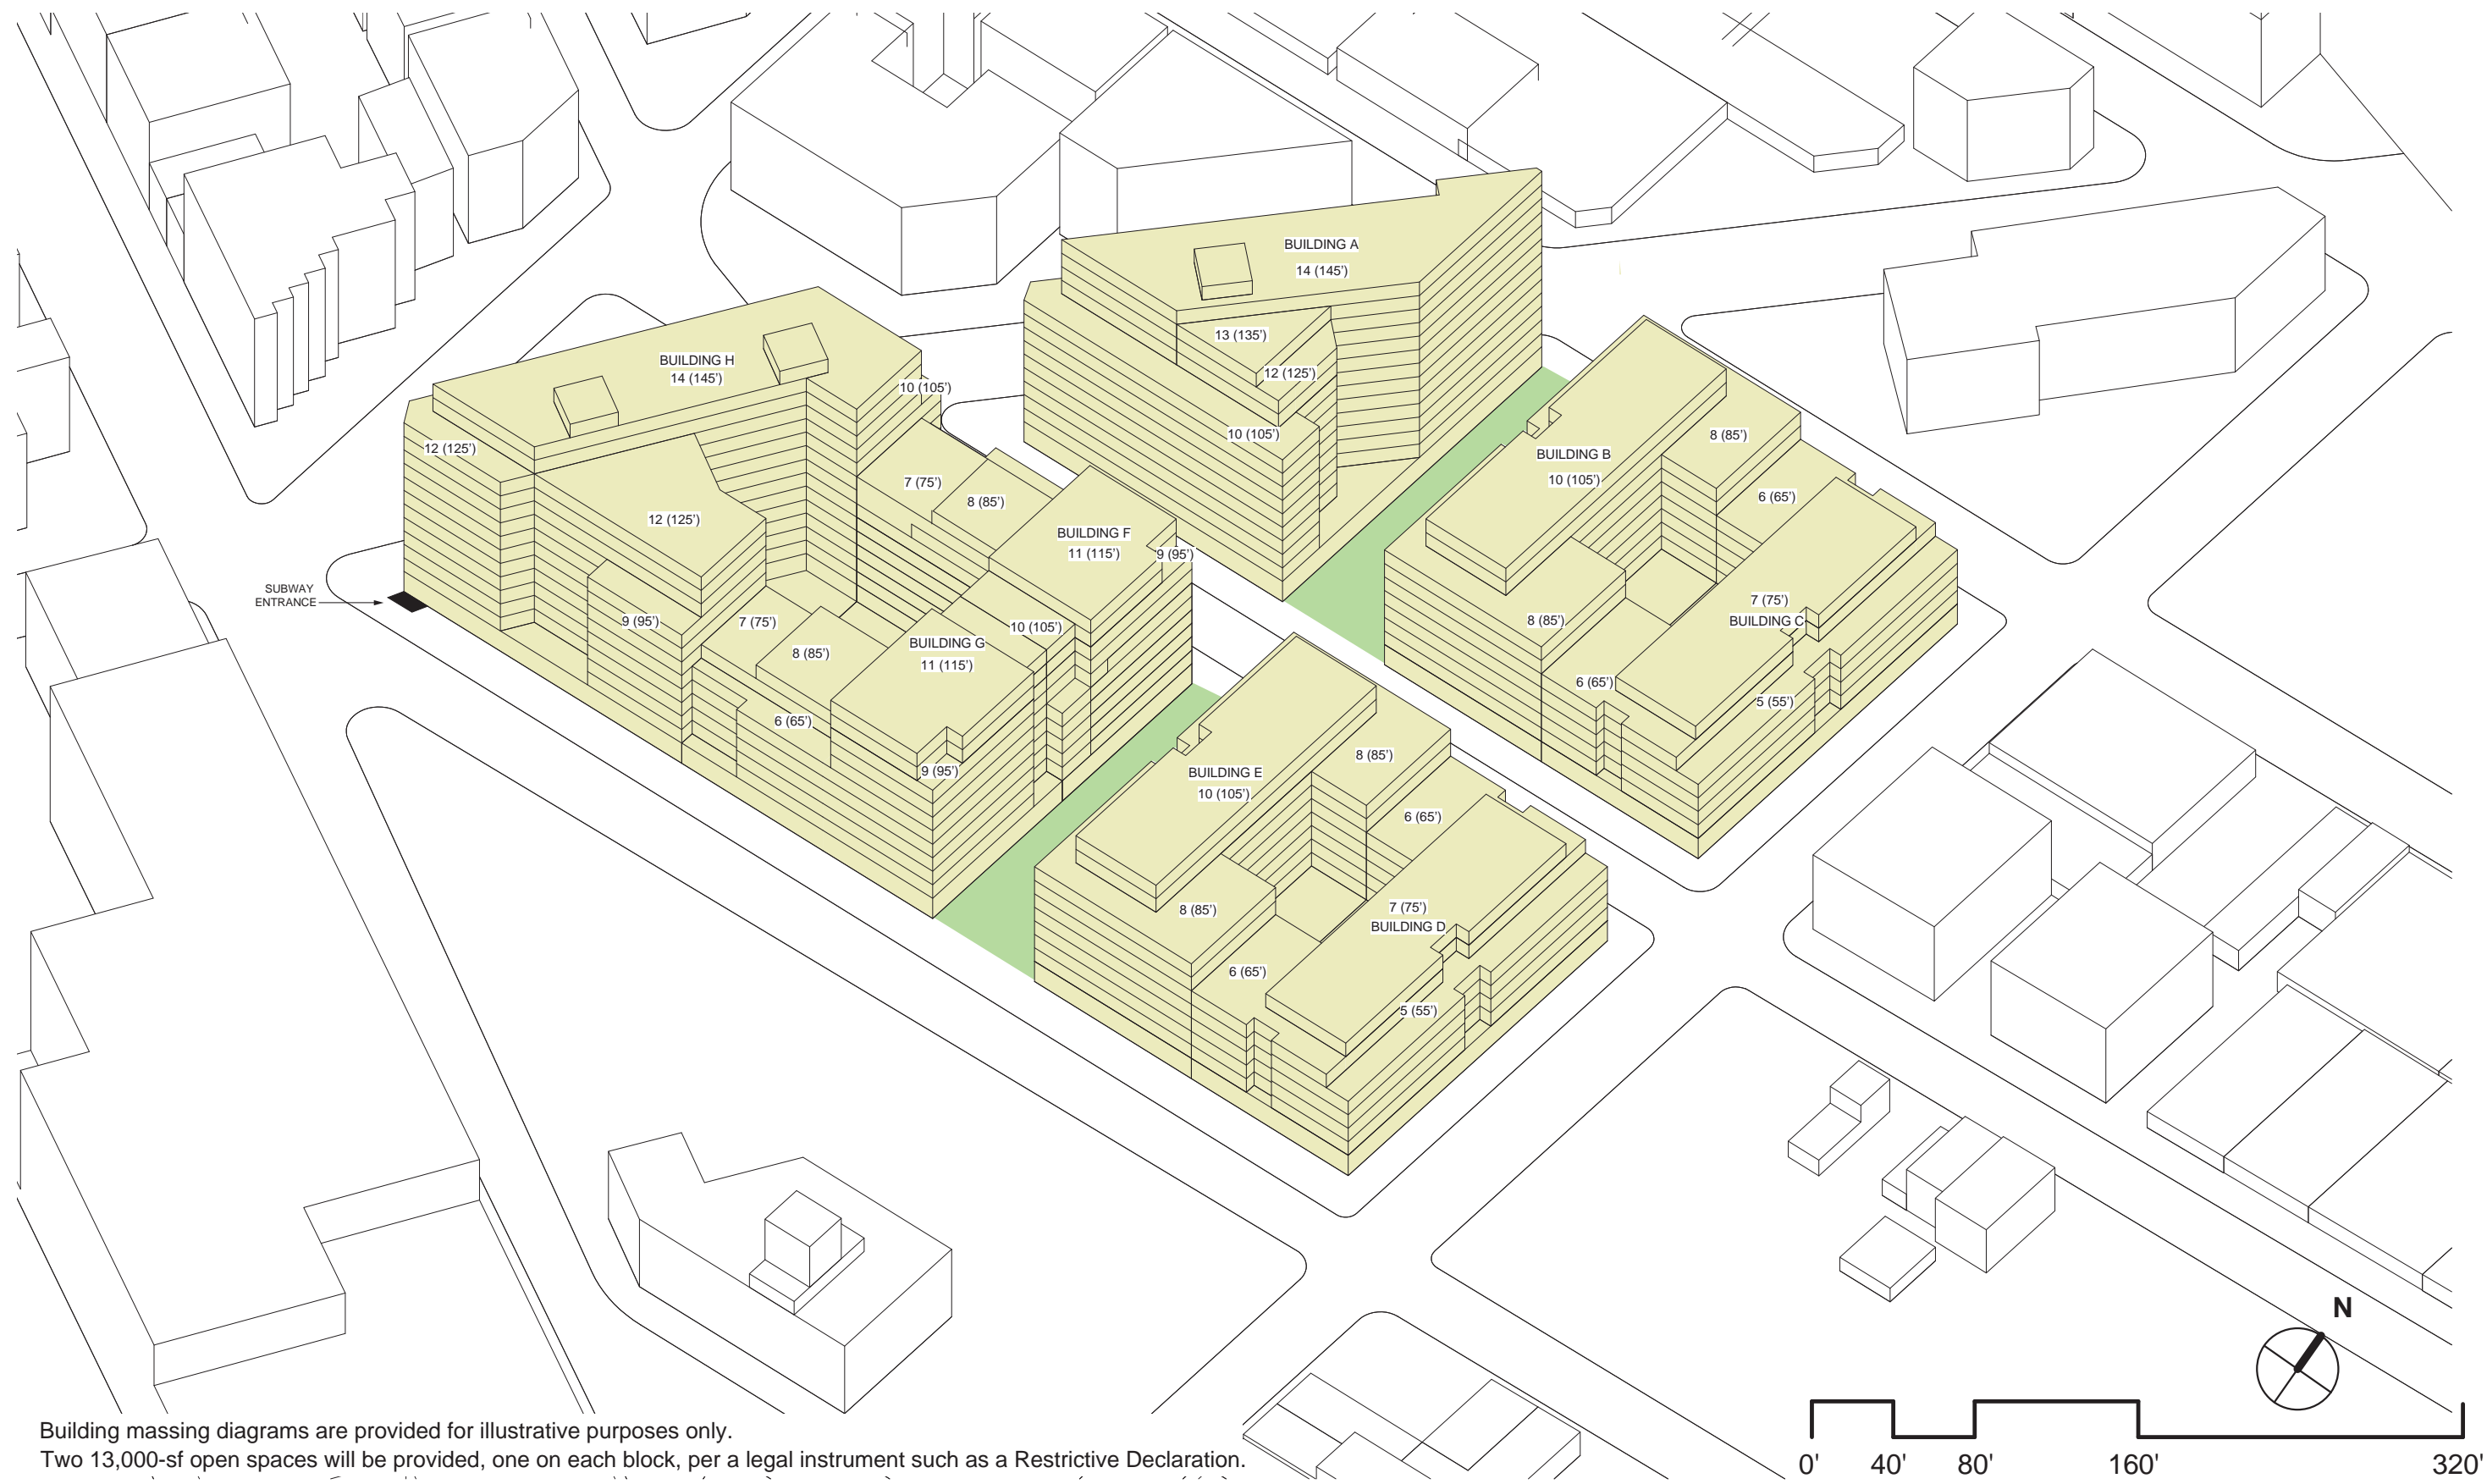 BUILDING A
14 (145')
13 (135')
12 (125')
10 (105')
BUILDING H
14 (145')
10 (105')
12 (125')
12 (125')
7 (75')
8 (85')
BUILDING F
11 (115')
9 (95')
SUBWAY
ENTRANCE
9 (95')
7 (75')
8 (85')
10 (105')
BUILDING G
11 (115')
6 (65')
9 (95')
BUILDING B
10 (105')
8 (85')
6 (65')
8 (85')
7 (75')
BUILDING C
6 (65')
5 (55')
BUILDING E
10 (105')
8 (85')
6 (65')
8 (85')
7 (75')
BUILDING D
6 (65')
5 (55')
N
0' 40' 80' 160' 320'
Building massing diagrams are provided for illustrative purposes only.
Two 13,000-sf open spaces will be provided, one on each block, per a legal instrument such as a Restrictive Declaration.